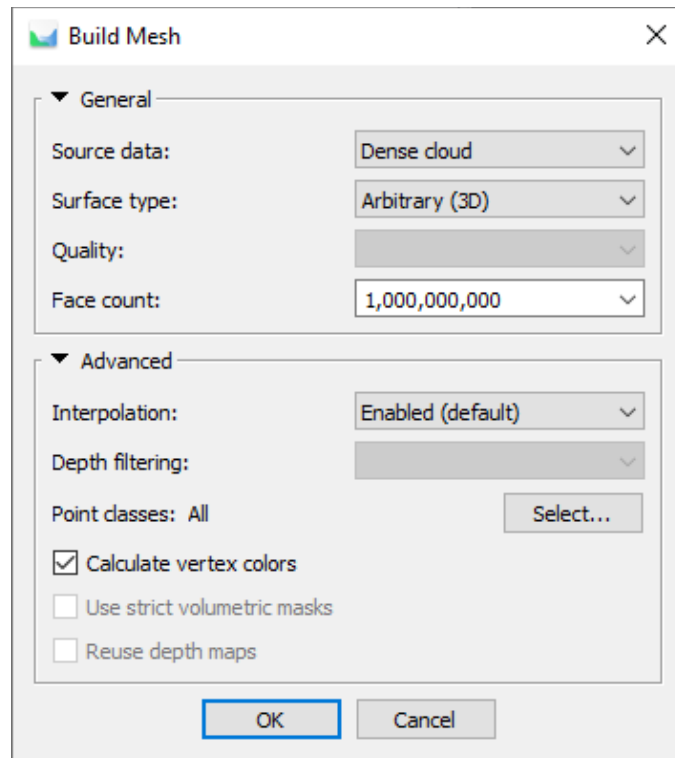 Build Mesh
General
Source data: Dense cloud
Surface type: Arbitrary (3D)
Quality:
Face count: 1,000,000,000
Advanced
Interpolation: Enabled (default)
Depth filtering:
Point classes: All Select...
Calculate vertex colors
Use strict volumetric masks
Reuse depth maps
OK Cancel